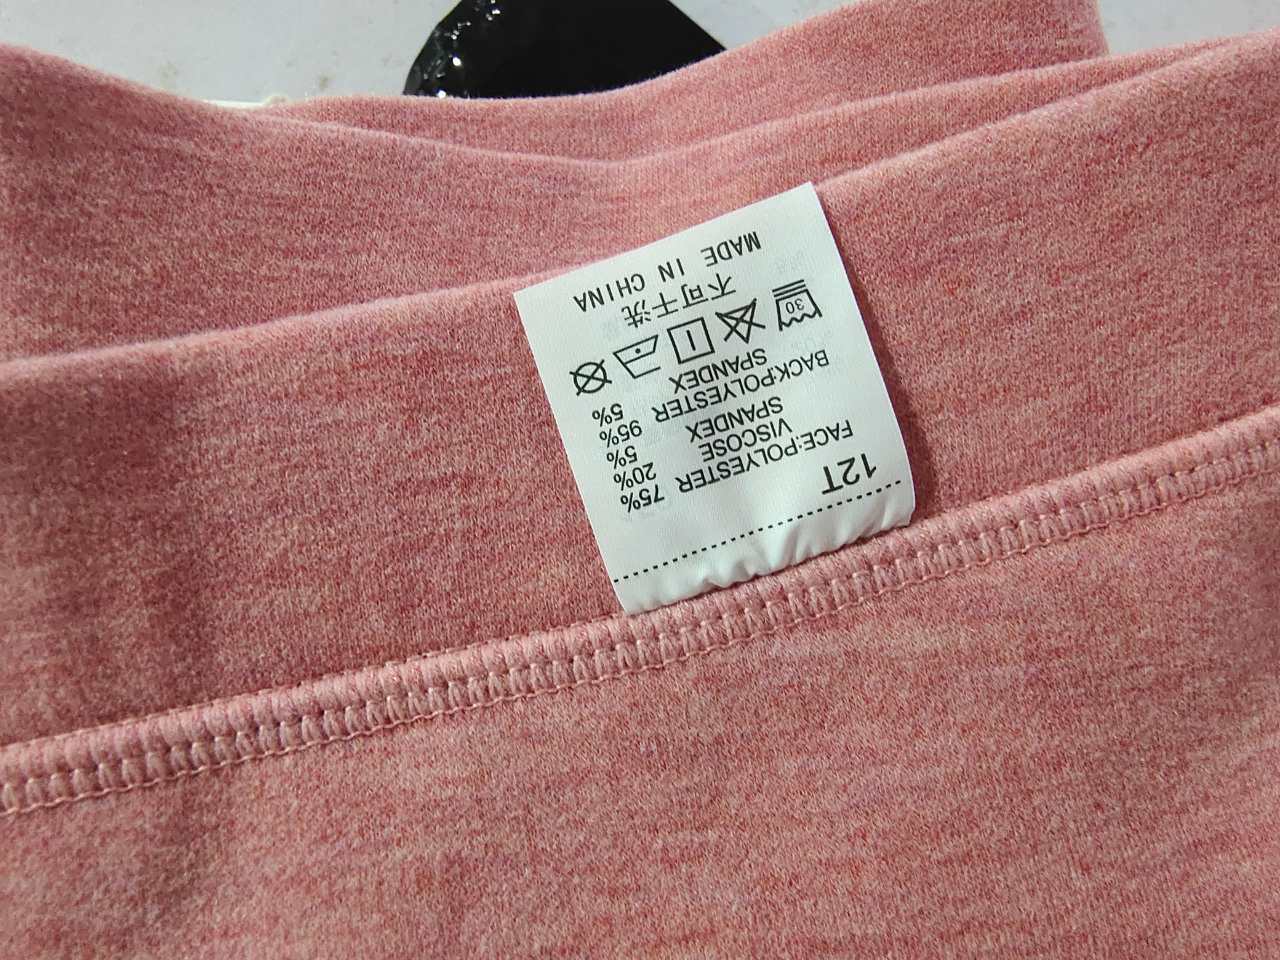 12T
FACE:POLYESTER 75%
VISCOSE 20%
SPANDEX 5%
BACK:POLYESTER 95%
SPANDEX 5%
30
不可干洗
MADE IN CHINA